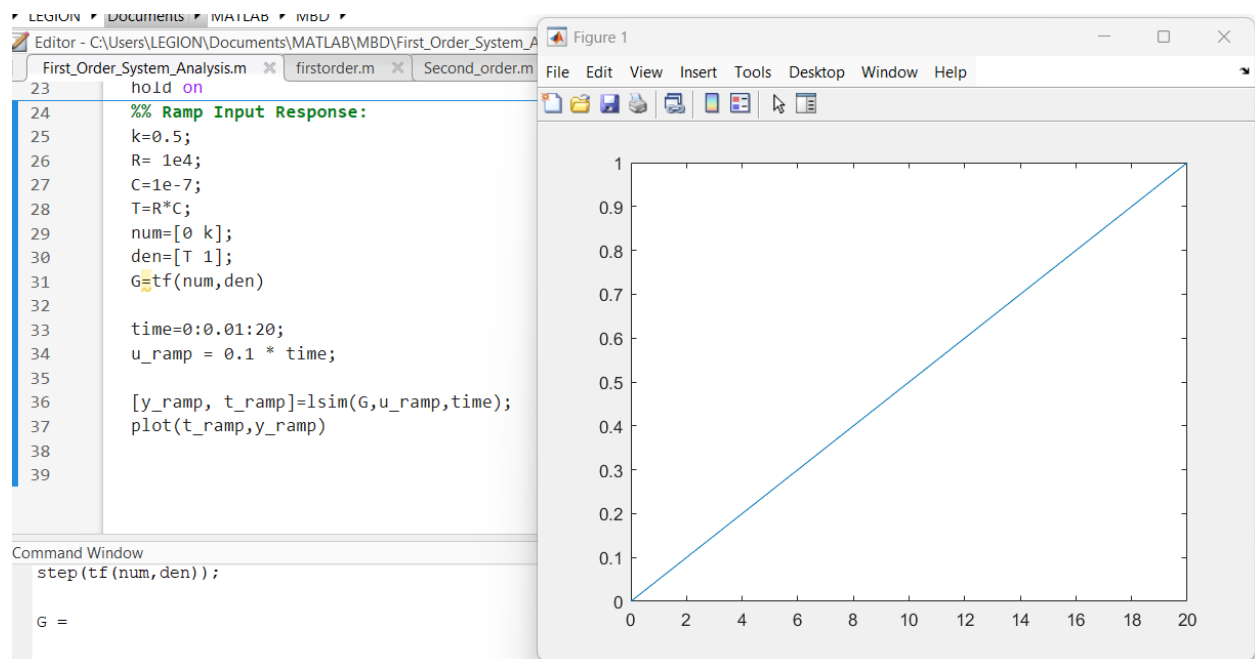 LEGION Documents MATLAB MBD
Editor - C:\Users\LEGION\Documents\MATLAB\MBD\First_Order_System_A
First_Order_System_Analysis.m firstorder.m Second_order.m
23 hold on
24 %% Ramp Input Response:
25 k=0.5;
26 R= 1e4;
27 C=1e-7;
28 T=R*C;
29 num=[0 k];
30 den=[T 1];
31 G=tf(num,den)
32
33 time=0:0.01:20;
34 u_ramp = 0.1 * time;
35
36 [y_ramp, t_ramp]=lsim(G,u_ramp,time);
37 plot(t_ramp,y_ramp)
38
39
Command Window
step(tf(num,den));
G =
Figure 1
File Edit View Insert Tools Desktop Window Help
1
0.9
0.8
0.7
0.6
0.5
0.4
0.3
0.2
0.1
0
0 2 4 6 8 10 12 14 16 18 20